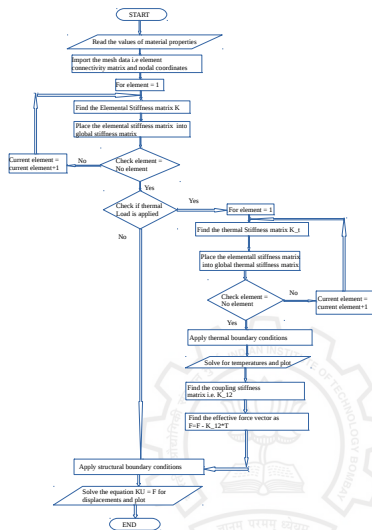 START
Read the values of material properties
Import the mesh data i.e element
connectivity matrix and nodal coordinates
For element = 1
Find the Elemental Stiffness matrix K
Place the elemental stiffness matrix into
global stiffness matrix
Check element =
No element
No
Current element =
current element+1
Yes
Check if thermal
Load is applied
Yes
No
For element = 1
Find the thermal Stiffness matrix K_t
Place the elementall stiffness matrix
into global thermal stiffness matrix
Check element =
No element
No
Current element =
current element+1
Yes
Apply thermal boundary conditions
Solve for temperatures and plot
Find the coupling stiffness
matrix i.e. K_12
Find the effective force vector as
F=F - K_12*T
Apply structural boundary conditions
Solve the equation KU = F for
displacements and plot
END
INDIAN INSTITUTE OF TECHNOLOGY BOMBAY